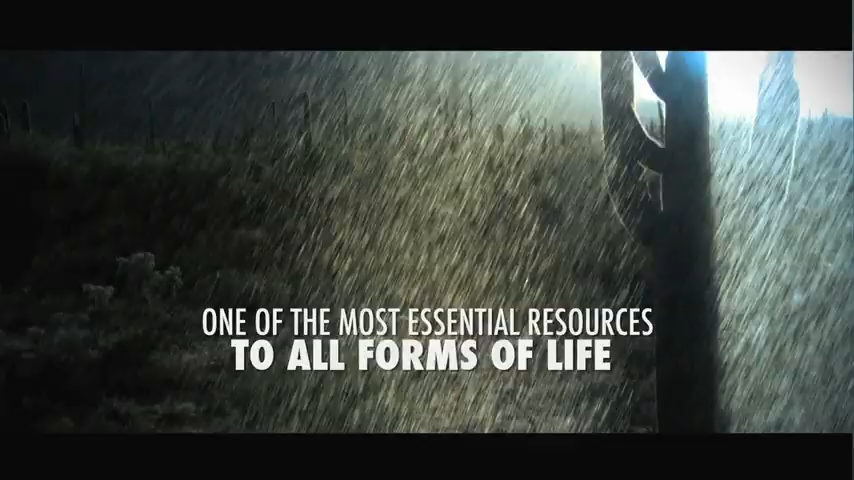 ONE OF THE MOST ESSENTIAL RESOURCES
TO ALL FORMS OF LIFE